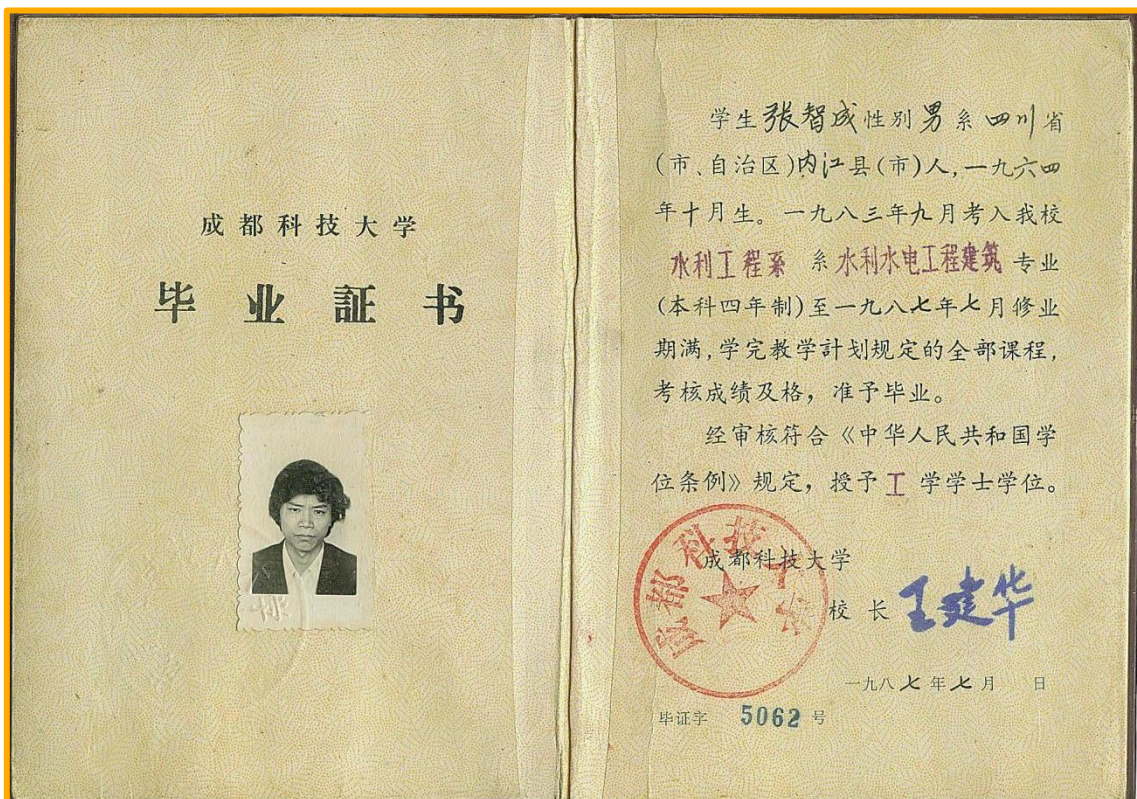 成都科技大学
毕业証书
学生张智成性别男系四川省
(市、自治区)内江县(市)人,一九六四
年十月生。一九八三年九月考入我校
水利工程系 系 水利水电工程建筑 专业
(本科四年制)至一九八七年七月修业
期满,学完教学計划规定的全部课程,
考核成绩及格，准予毕业。
经审核符合《中华人民共和国学
位条例》规定，授予 工 学学士学位。
成都科技大学
成都科技大学
校长 王建华
一九八七年七月 日
毕证字 5062 号